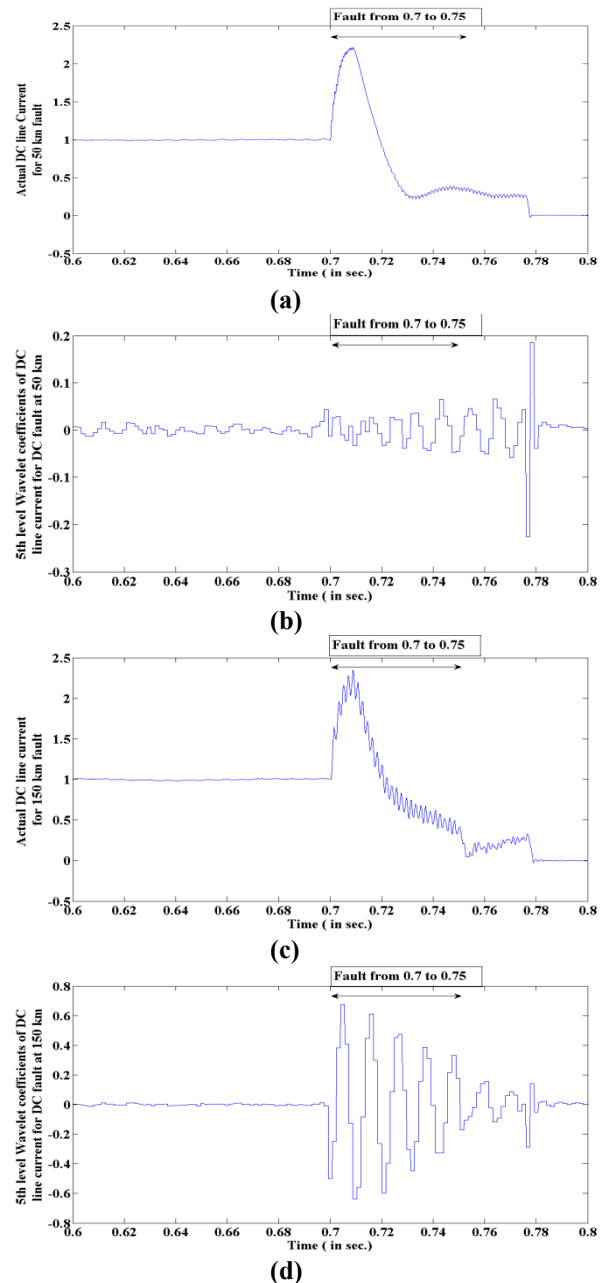 Fault from 0.7 to 0.75
Actual DC line Current
for 50 km fault
2.5
2
1.5
1
0.5
0
-0.5
0.6 0.62 0.64 0.66 0.68 0.7 0.72 0.74 0.76 0.78 0.8
Time ( in sec.)
(a)
Fault from 0.7 to 0.75
5th level Wavelet coefficients of DC
line current for DC fault at 50 km
0.2
0.1
0
-0.1
-0.2
-0.3
0.6 0.62 0.64 0.66 0.68 0.7 0.72 0.74 0.76 0.78 0.8
Time ( in sec.)
(b)
Fault from 0.7 to 0.75
Actual DC line current
for 150 km fault
2.5
2
1.5
1
0.5
0
-0.5
0.6 0.62 0.64 0.66 0.68 0.7 0.72 0.74 0.76 0.78 0.8
Time ( in sec.)
(c)
Fault from 0.7 to 0.75
5th level Wavelet coefficients of DC
line current for DC fault at 150 km
0.8
0.6
0.4
0.2
0
-0.2
-0.4
-0.6
-0.8
0.6 0.62 0.64 0.66 0.68 0.7 0.72 0.74 0.76 0.78 0.8
Time ( in sec.)
(d)